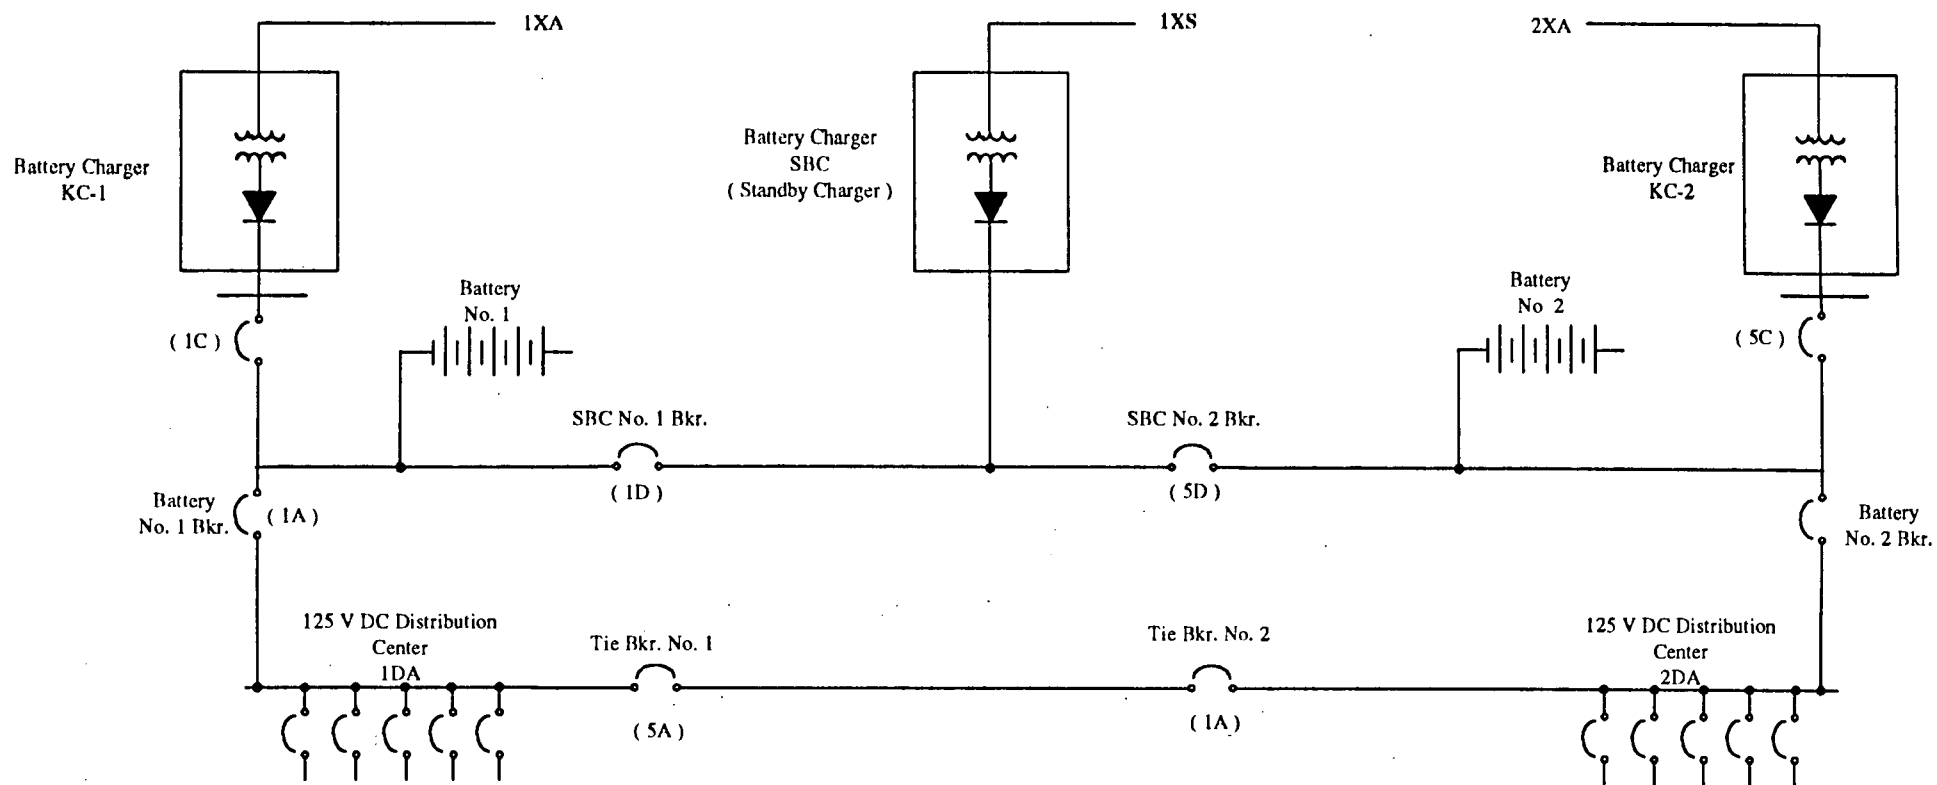 1XA
1XS
2XA
Battery Charger
KC-1
Battery Charger
SBC
( Standby Charger )
Battery Charger
KC-2
Battery
No. 1
Battery
No 2
( 1C )
( 5C )
SBC No. 1 Bkr.
SBC No. 2 Bkr.
( 1D )
( 5D )
Battery
No. 1 Bkr.
( 1A )
Battery
No. 2 Bkr.
125 V DC Distribution
Center
1DA
Tie Bkr. No. 1
Tie Bkr. No. 2
125 V DC Distribution
Center
2DA
( 5A )
( 1A )